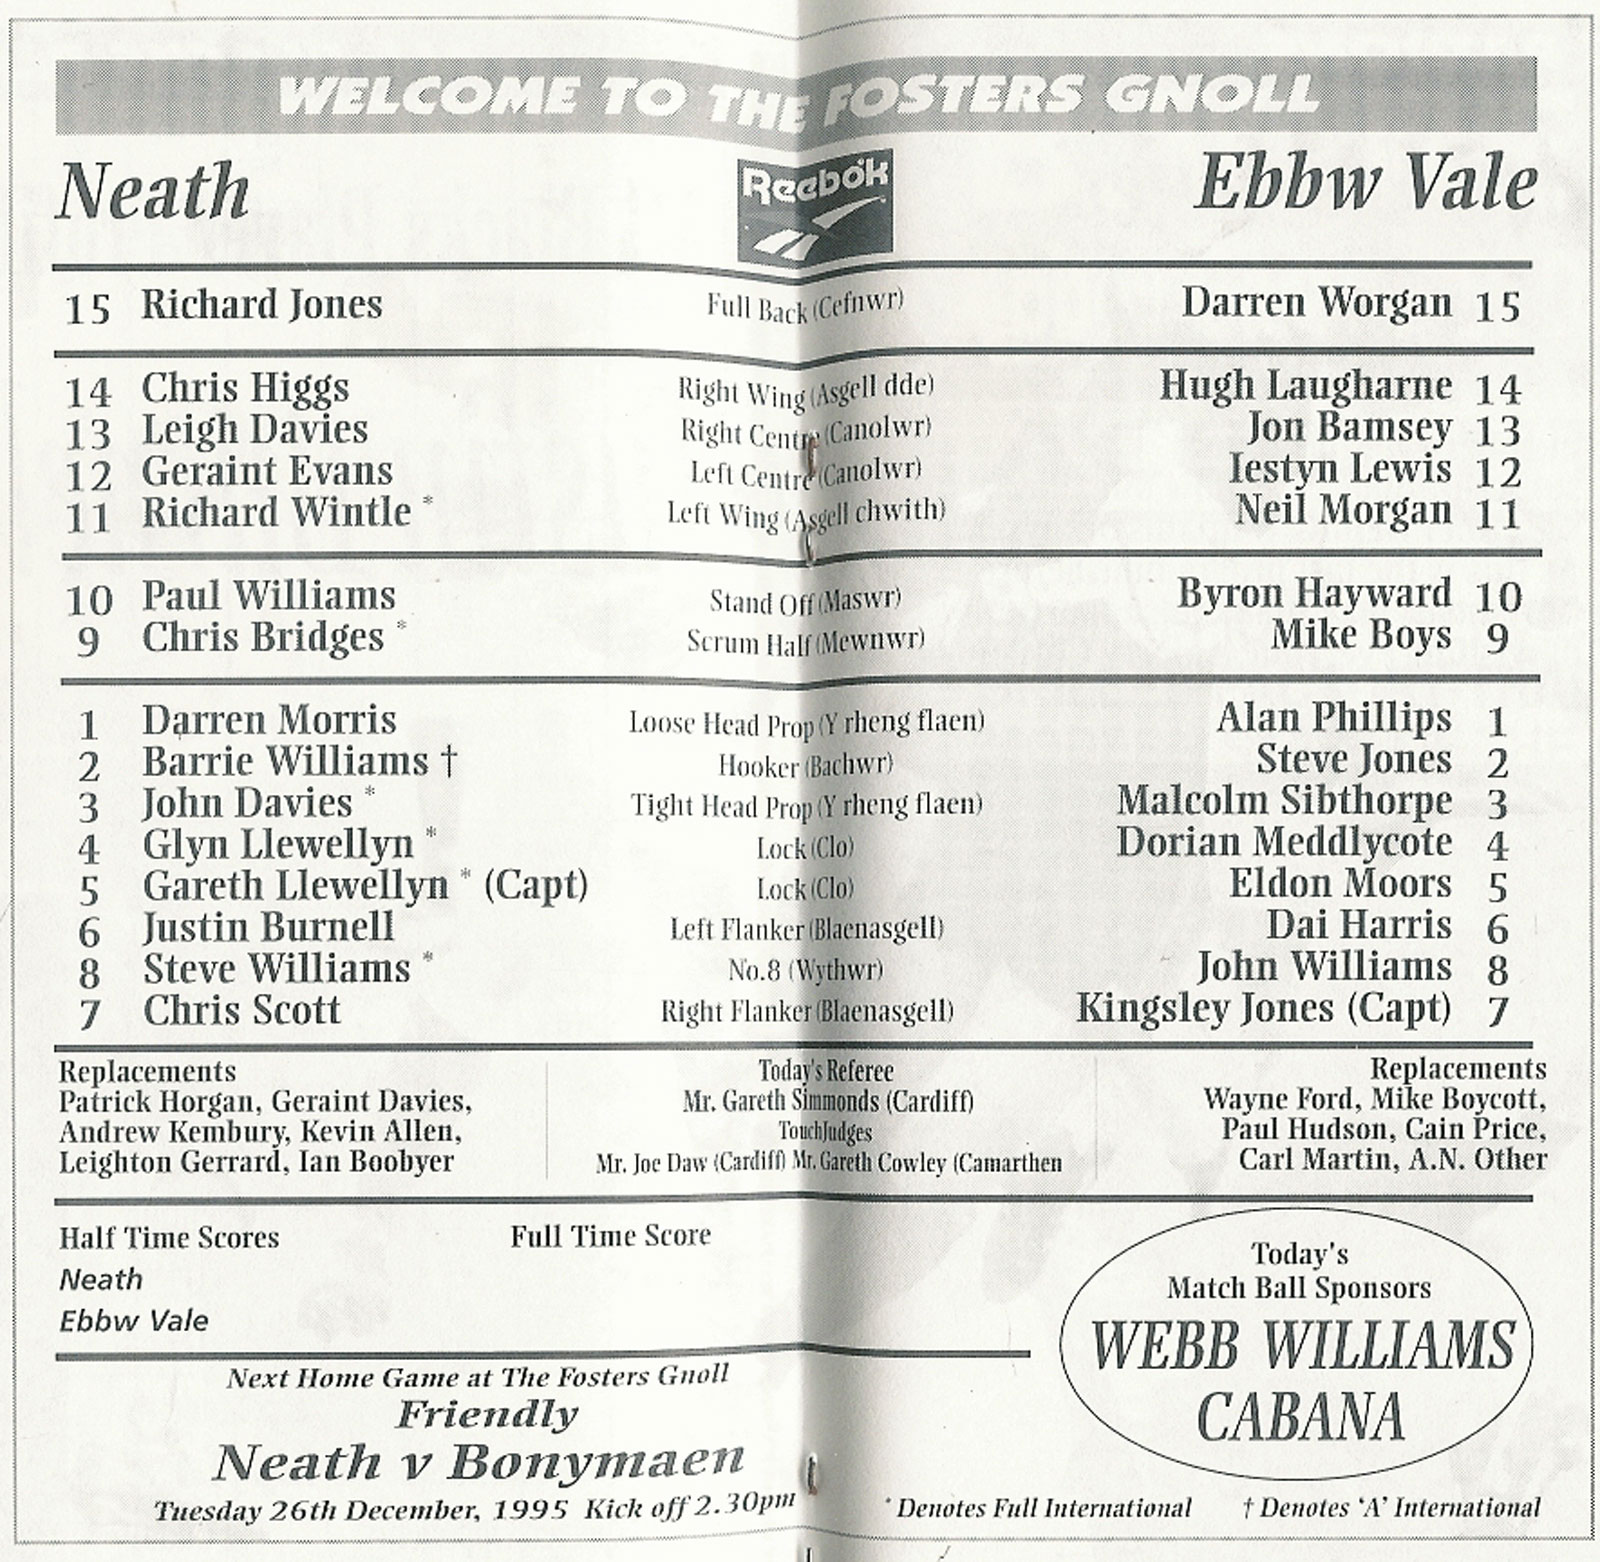 WELCOME TO THE FOSTERS GNOLL
Neath Reebok Ebbw Vale
15 Richard Jones Full Back (Cefnwr) Darren Worgan 15
14 Chris Higgs Right Wing (Asgell dde) Hugh Laugharne 14
13 Leigh Davies Right Centre (Canolwr) Jon Bamsey 13
12 Geraint Evans Left Centre (Canolwr) Iestyn Lewis 12
11 Richard Wintle * Left Wing (Asgell chwith) Neil Morgan 11
10 Paul Williams Stand Off (Maswr) Byron Hayward 10
9 Chris Bridges * Scrum Half (Mewnwr) Mike Boys 9
1 Darren Morris Loose Head Prop (Y rheng flaen) Alan Phillips 1
2 Barrie Williams † Hooker (Bachwr) Steve Jones 2
3 John Davies * Tight Head Prop (Y rheng flaen) Malcolm Sibthorpe 3
4 Glyn Llewellyn * Lock (Clo) Dorian Meddlycote 4
5 Gareth Llewellyn * (Capt) Lock (Clo) Eldon Moors 5
6 Justin Burnell Left Flanker (Blaenasgell) Dai Harris 6
8 Steve Williams * No.8 (Wythwr) John Williams 8
7 Chris Scott Right Flanker (Blaenasgell) Kingsley Jones (Capt) 7
Replacements
Patrick Horgan, Geraint Davies,
Andrew Kembury, Kevin Allen,
Leighton Gerrard, Ian Boobyer
Today's Referee
Mr. Gareth Simmonds (Cardiff)
TouchJudges
Mr. Joe Daw (Cardiff) Mr. Gareth Cowley (Camarthen
Replacements
Wayne Ford, Mike Boycott,
Paul Hudson, Cain Price,
Carl Martin, A.N. Other
Half Time Scores Full Time Score
Neath
Ebbw Vale
Today's
Match Ball Sponsors
WEBB WILLIAMS
CABANA
Next Home Game at The Fosters Gnoll
Friendly
Neath v Bonymaen
Tuesday 26th December, 1995 Kick off 2.30pm
* Denotes Full International † Denotes ‘A’ International